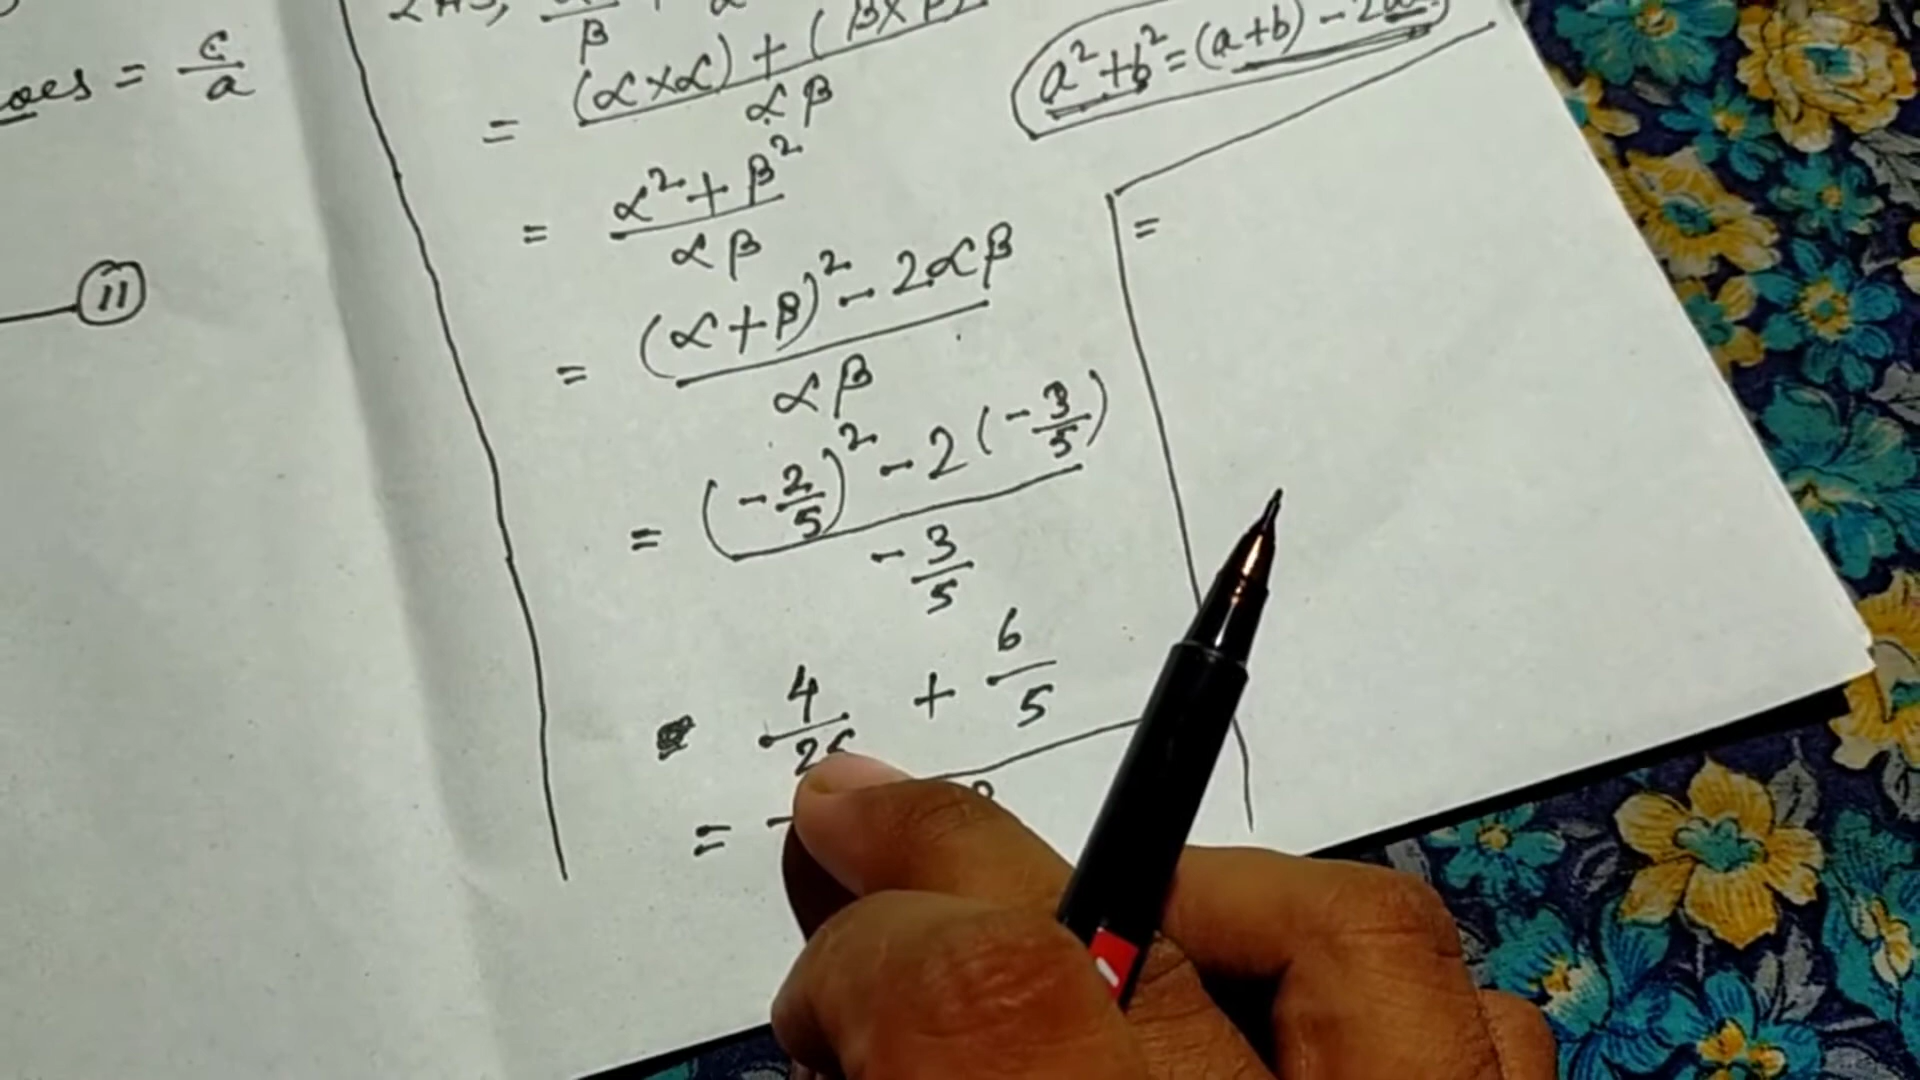 = c/a
(11)
LHS, /β +
= (α×α) + (β×β) / αβ
= α² + β² / αβ
= (α+β)² - 2αβ / αβ
= (-2/5)² - 2(-3/5) / -3/5
4/25 + 6/5
=
a²+b² = (a+b) - 2
=